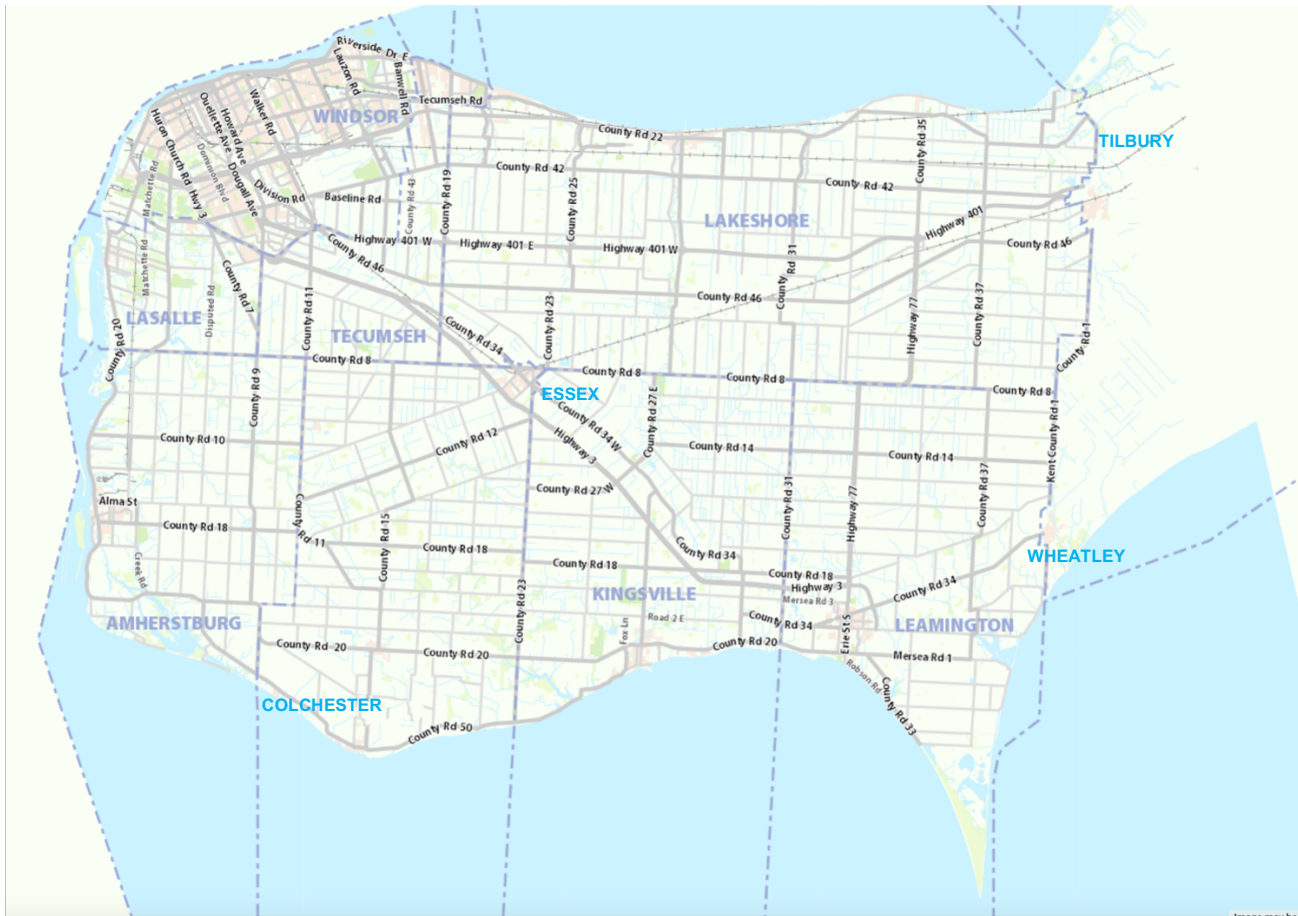 Riverside Dr E
Lauzon Rd
Banwell Rd
Tecumseh Rd
Walker Rd
Ouellette Ave
Howard Ave
WINDSOR
Huron Church Rd
Dominion Blvd
Dougall Ave
County Rd 22
County Rd 35
TILBURY
Matchette Rd
Hwy 3
Division Rd
Baseline Rd
County Rd 43
County Rd 19
County Rd 42
County Rd 25
County Rd 42
LAKESHORE
Highway 401
Highway 401 W
Highway 401 E
Highway 401 W
County Rd 46
County Rd 46
Matchette Rd
County Rd 7
Disputed Rd
County Rd 11
County Rd 31
County Rd 46
Highway 77
County Rd 37
LASALLE
TECUMSEH
County Rd 34
County Rd 23
County Rd 20
County Rd 1
County Rd 8
County Rd 8
County Rd 8
County Rd 8
ESSEX
County Rd 9
County Rd 34 W
County Rd 27 E
Kent County Rd 1
County Rd 10
County Rd 12
Highway 3
County Rd 14
County Rd 14
County Rd 27 W
County Rd 31
Highway 77
County Rd 37
Alma St
County Rd 18
County Rd 11
County Rd 15
County Rd 18
County Rd 34
WHEATLEY
Creek Rd
County Rd 18
County Rd 18
Highway 3
Mersea Rd 3
County Rd 34
County Rd 23
KINGSVILLE
AMHERSTBURG
Fox Ln
Road 2 E
County Rd 34
Erie St S
LEAMINGTON
County Rd 20
County Rd 20
County Rd 20
Mersea Rd 1
Robson Rd
COLCHESTER
County Rd 33
County Rd 50